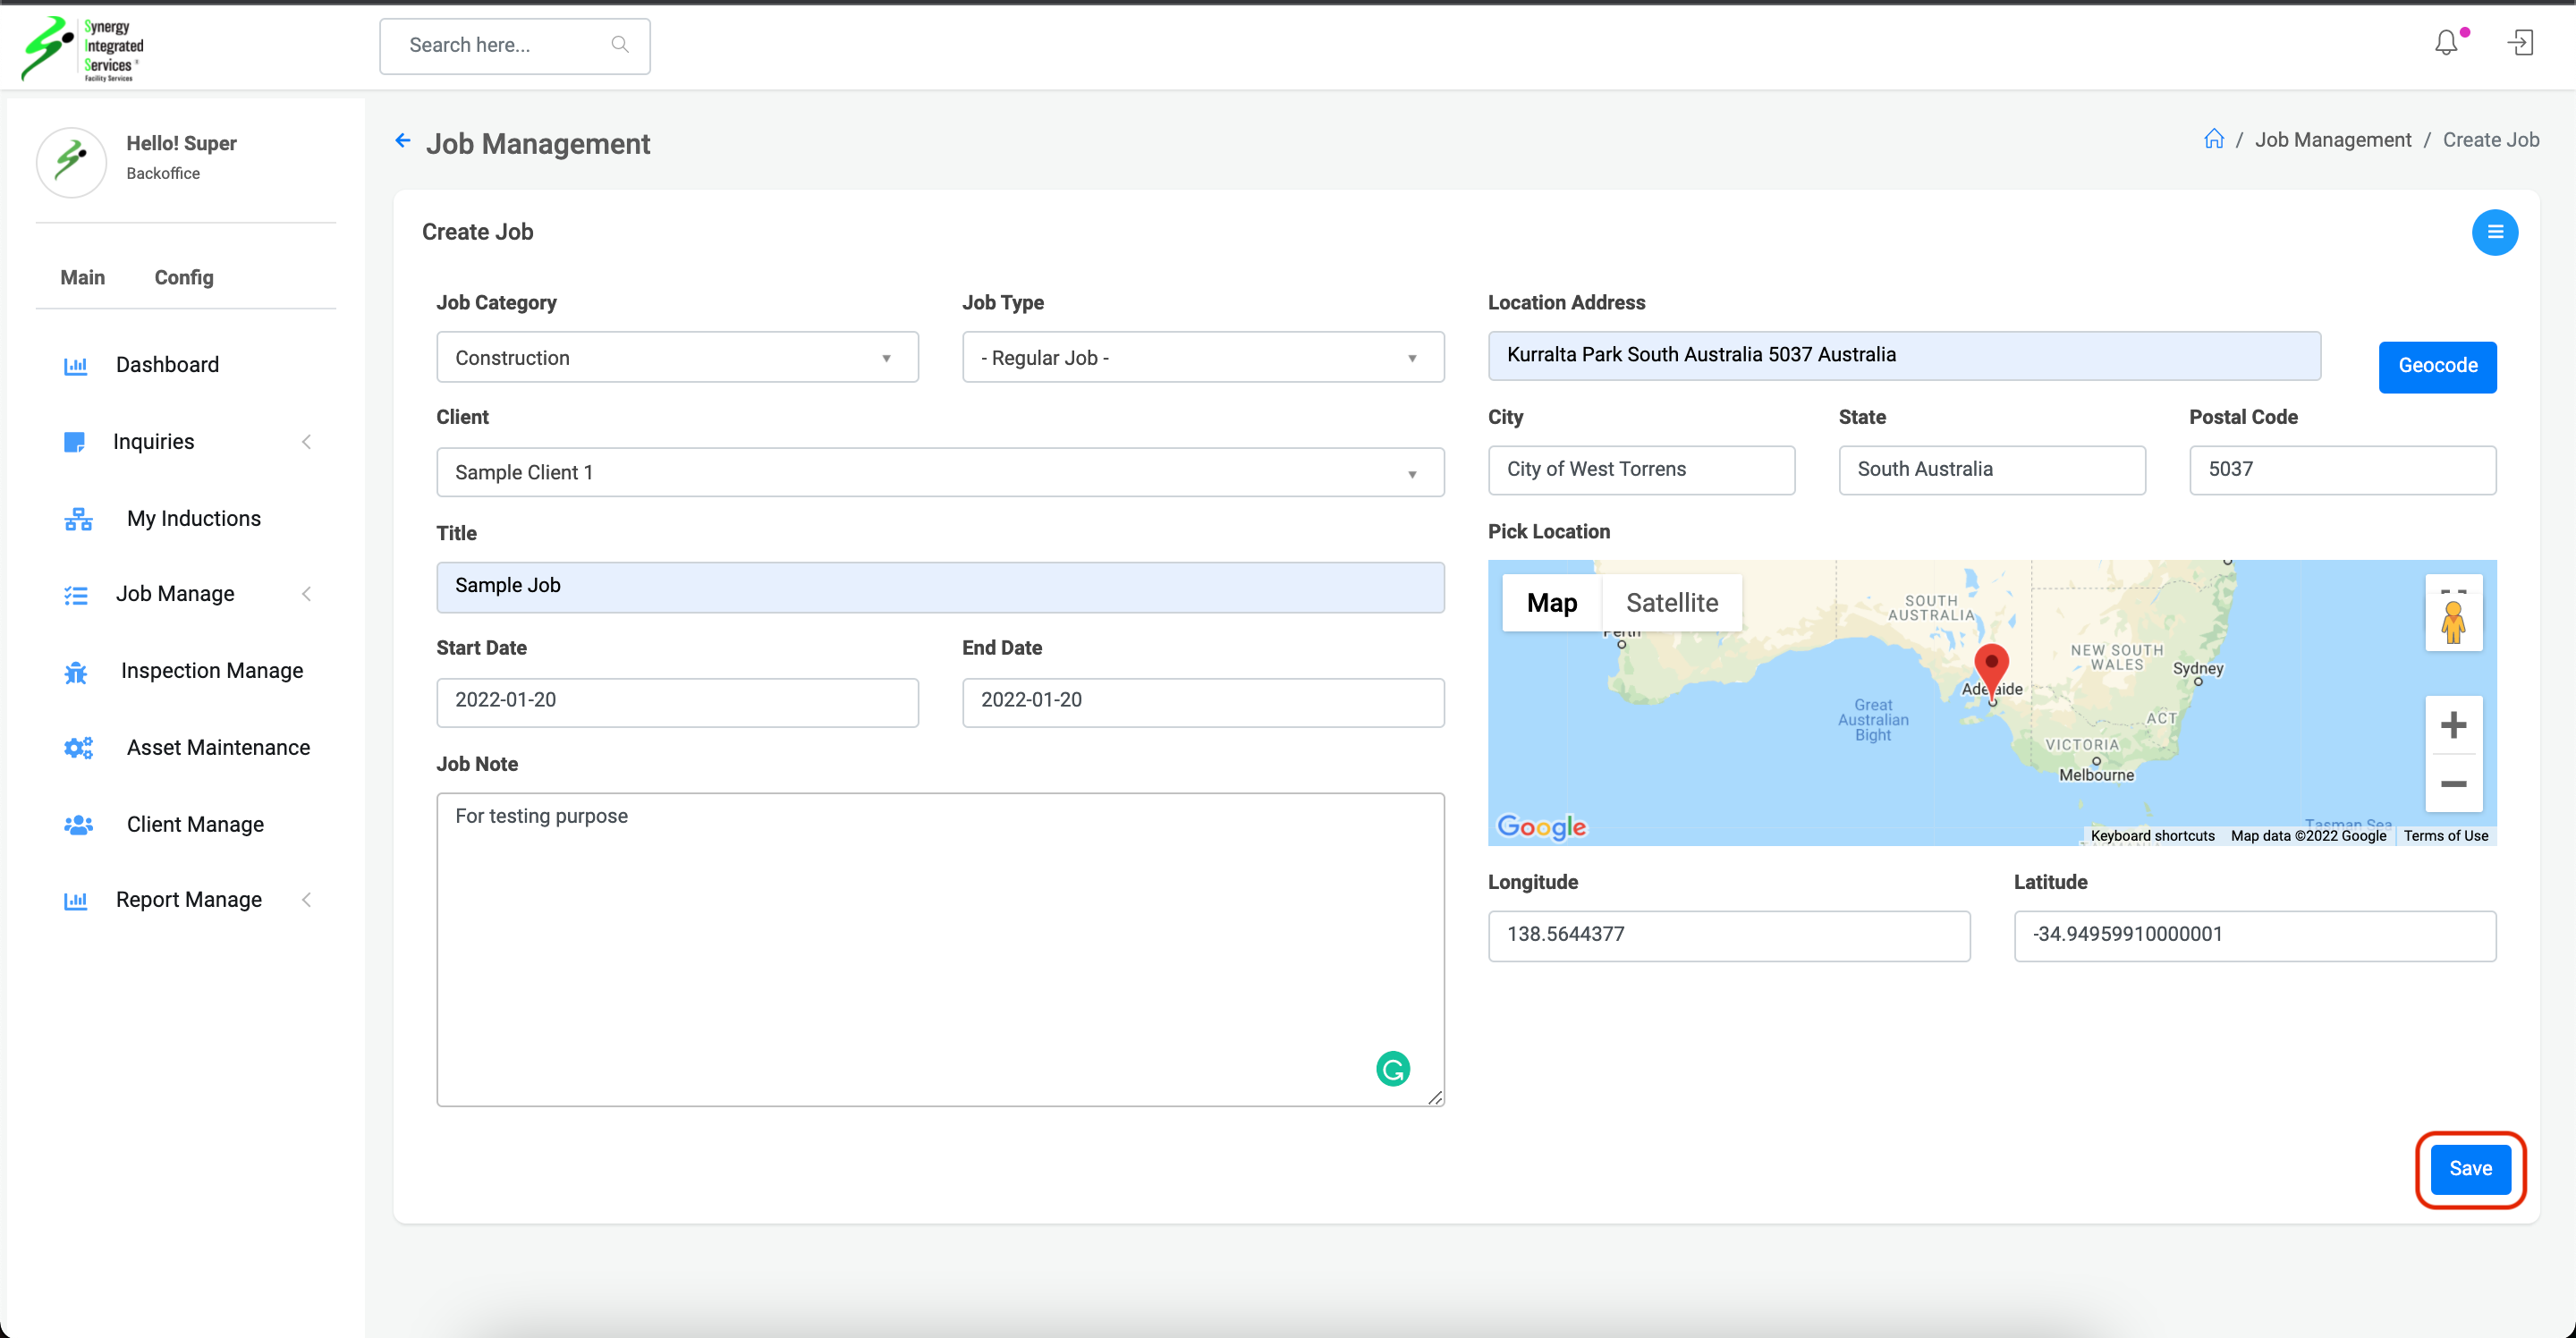 Synergy
Integrated
Services®
Facility Services
Search here...
Hello! Super
Backoffice
Main
Config
Dashboard
Inquiries
My Inductions
Job Manage
Inspection Manage
Asset Maintenance
Client Manage
Report Manage
Job Management
/ Job Management / Create Job
Create Job
Job Category
Job Type
Construction
- Regular Job -
Client
Sample Client 1
Title
Sample Job
Start Date
End Date
2022-01-20
2022-01-20
Job Note
For testing purpose
Location Address
Kurralta Park South Australia 5037 Australia
Geocode
City
State
Postal Code
City of West Torrens
South Australia
5037
Pick Location
Map
Satellite
SOUTH
AUSTRALIA
Perth
NEW SOUTH
WALES
Sydney
Adelaide
Great
Australian
Bight
ACT
VICTORIA
Melbourne
Tasman Sea
Google
Keyboard shortcuts
Map data ©2022 Google
Terms of Use
Longitude
Latitude
138.5644377
-34.94959910000001
Save